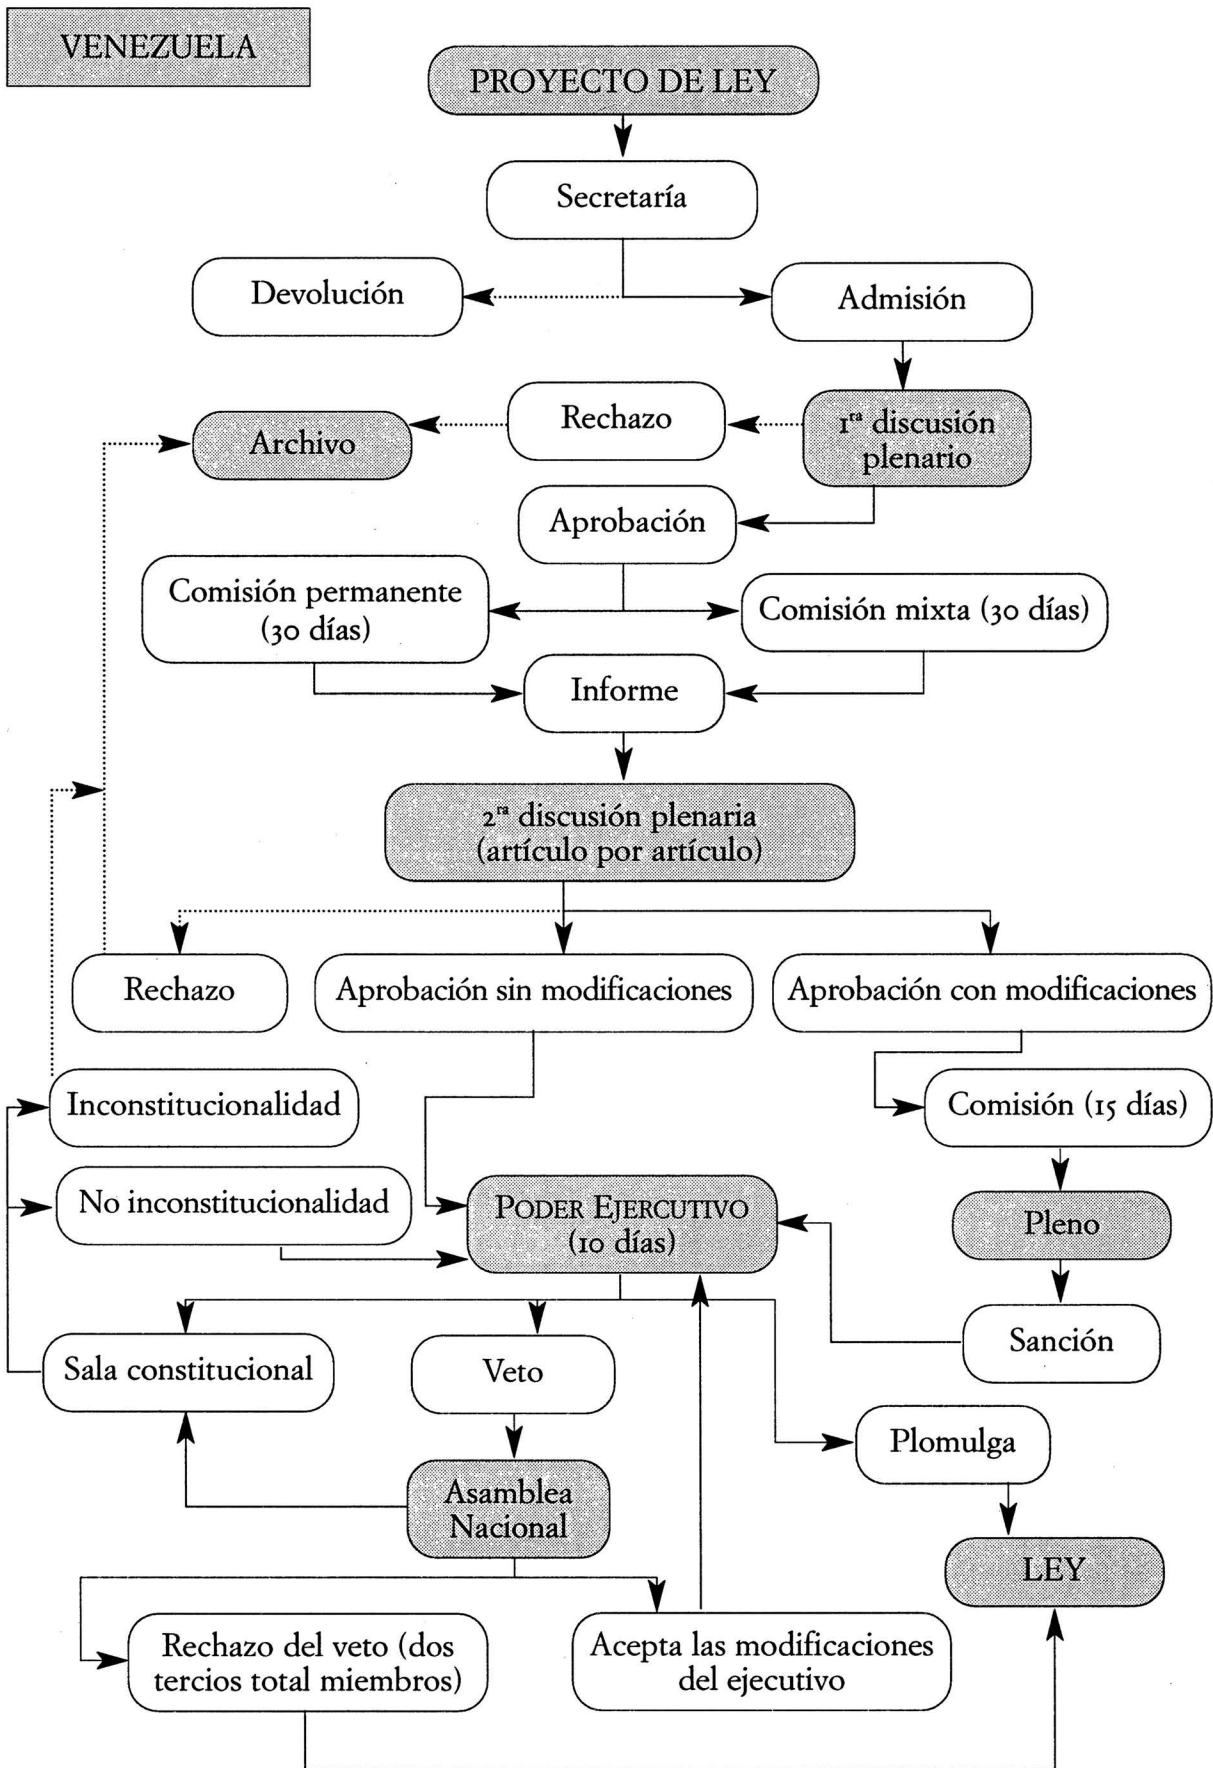 VENEZUELA
PROYECTO DE LEY
Secretaría
Devolución
Admisión
Rechazo
1ra discusión
plenario
Archivo
Aprobación
Comisión permanente
(30 días)
Comisión mixta (30 días)
Informe
2ra discusión plenaria
(artículo por artículo)
Rechazo
Aprobación sin modificaciones
Aprobación con modificaciones
Inconstitucionalidad
Comisión (15 días)
No inconstitucionalidad
PODER EJERCUTIVO
(10 días)
Pleno
Sala constitucional
Veto
Sanción
Plomulga
Asamblea
Nacional
LEY
Rechazo del veto (dos
tercios total miembros)
Acepta las modificaciones
del ejecutivo